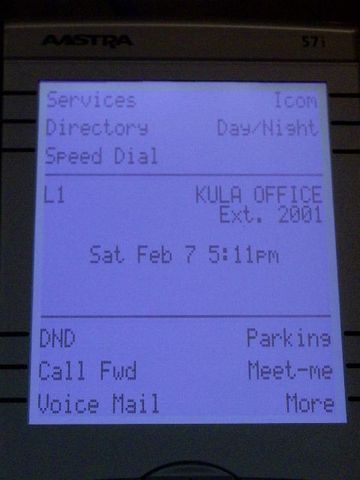 AASTRA 57i
Services Icom
Directory Day/Night
Speed Dial
L1 KULA OFFICE
Ext. 2001
Sat Feb 7 5:11pm
DND Parking
Call Fwd Meet-me
Voice Mail More